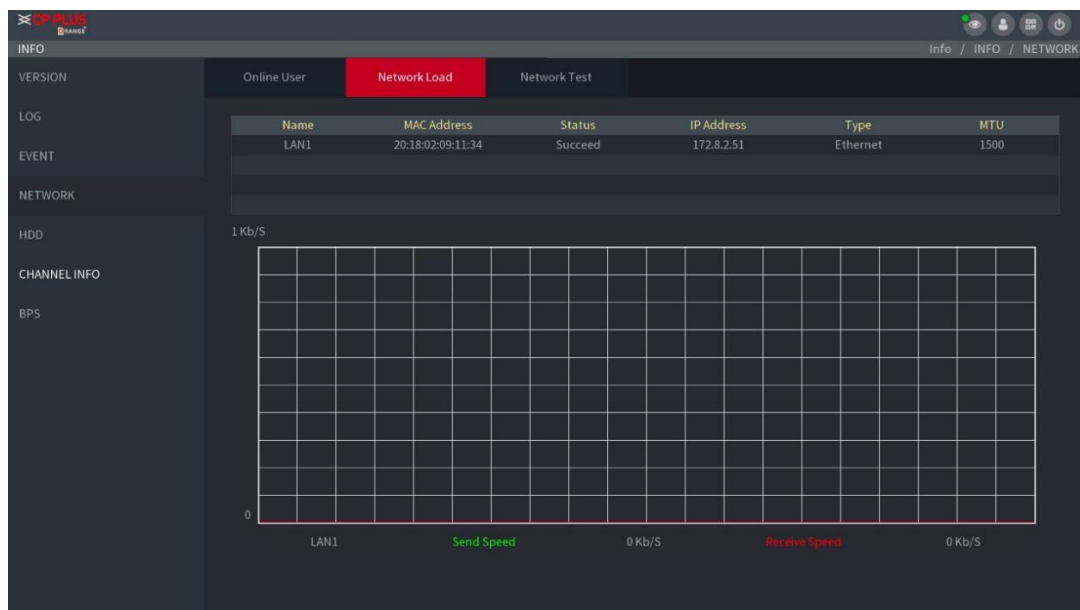 CP PLUS
ORANGE
INFO Info / INFO / NETWORK
VERSION
LOG
EVENT
NETWORK
HDD
CHANNEL INFO
BPS
Online User Network Load Network Test
Name MAC Address Status IP Address Type MTU
LAN1 20:18:02:09:11:34 Succeed 172.8.2.51 Ethernet 1500
1 Kb/S
0
LAN1 Send Speed 0 Kb/S Receive Speed 0 Kb/S